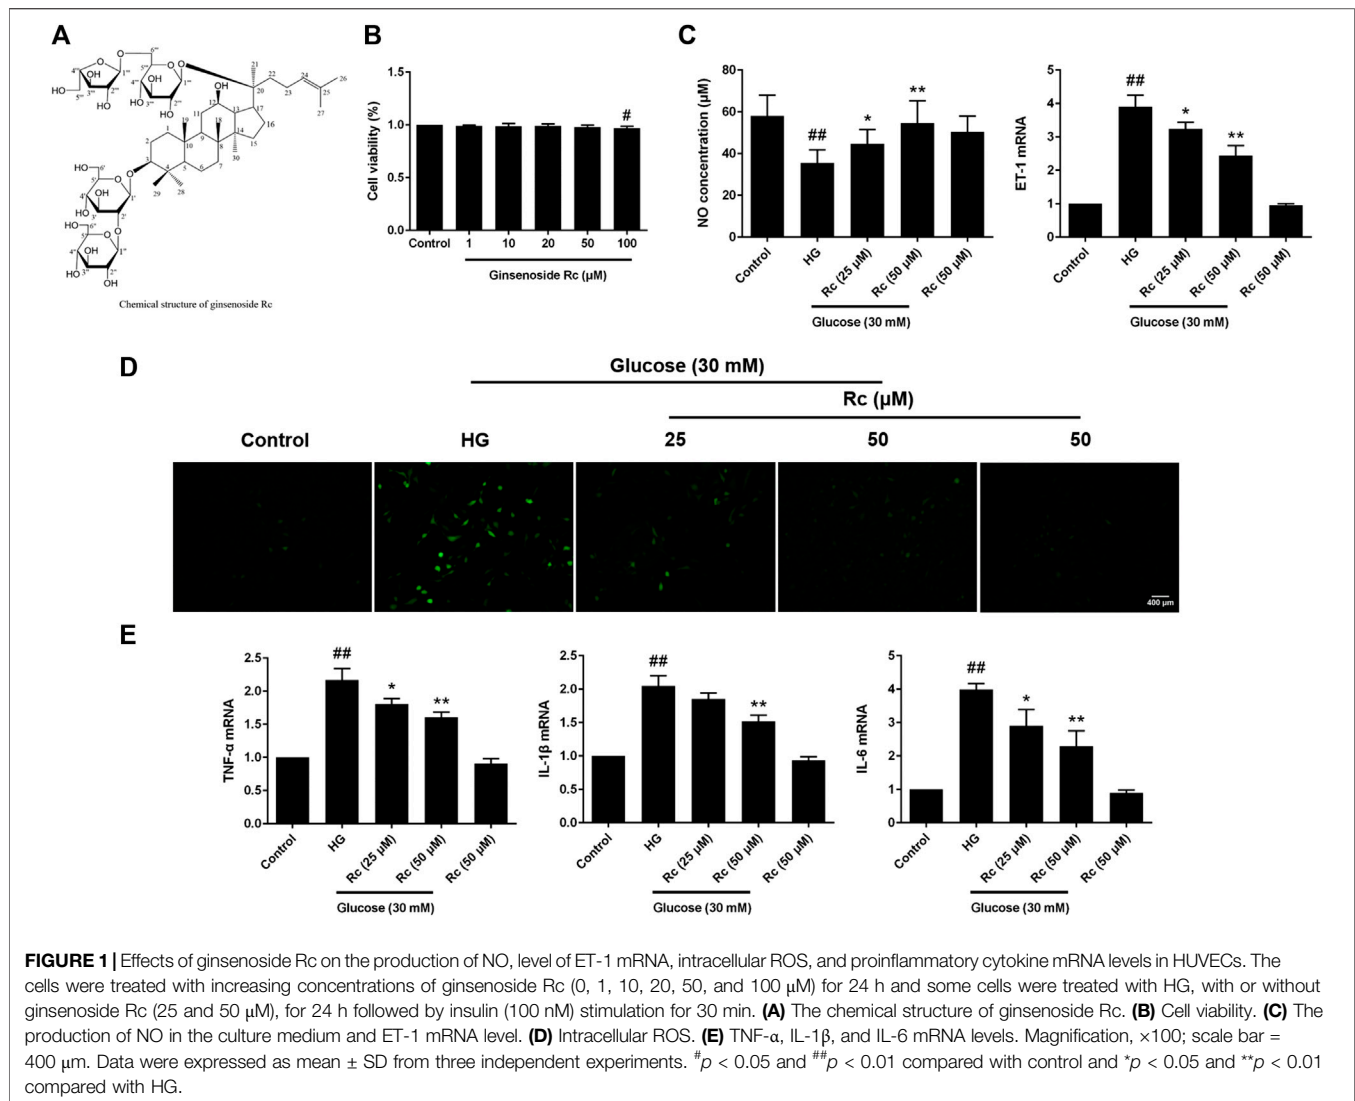 A
B
C
Chemical structure of ginsenoside Rc
Cell viability (%)
1.5
1.0
0.5
0.0
#
Control 1 10 20 50 100
Ginsenoside Rc (μM)
NO concentration (μM)
80
60
40
20
0
## * **
Control HG Rc (25 μM) Rc (50 μM) Rc (50 μM)
Glucose (30 mM)
ET-1 mRNA
5
4
3
2
1
0
## * **
Control HG Rc (25 μM) Rc (50 μM) Rc (50 μM)
Glucose (30 mM)
D
Glucose (30 mM)
Rc (μM)
Control HG 25 50 50
400 μm
E
TNF-α mRNA
2.5
2.0
1.5
1.0
0.5
0.0
## * **
Control HG Rc (25 μM) Rc (50 μM) Rc (50 μM)
Glucose (30 mM)
IL-1β mRNA
2.5
2.0
1.5
1.0
0.5
0.0
## **
Control HG Rc (25 μM) Rc (50 μM) Rc (50 μM)
Glucose (30 mM)
IL-6 mRNA
5
4
3
2
1
0
## * **
Control HG Rc (25 μM) Rc (50 μM) Rc (50 μM)
Glucose (30 mM)
FIGURE 1 | Effects of ginsenoside Rc on the production of NO, level of ET-1 mRNA, intracellular ROS, and proinflammatory cytokine mRNA levels in HUVECs. The
cells were treated with increasing concentrations of ginsenoside Rc (0, 1, 10, 20, 50, and 100 μM) for 24 h and some cells were treated with HG, with or without
ginsenoside Rc (25 and 50 μM), for 24 h followed by insulin (100 nM) stimulation for 30 min. (A) The chemical structure of ginsenoside Rc. (B) Cell viability. (C) The
production of NO in the culture medium and ET-1 mRNA level. (D) Intracellular ROS. (E) TNF-α, IL-1β, and IL-6 mRNA levels. Magnification, ×100; scale bar =
400 μm. Data were expressed as mean ± SD from three independent experiments. #p < 0.05 and ##p < 0.01 compared with control and *p < 0.05 and **p < 0.01
compared with HG.